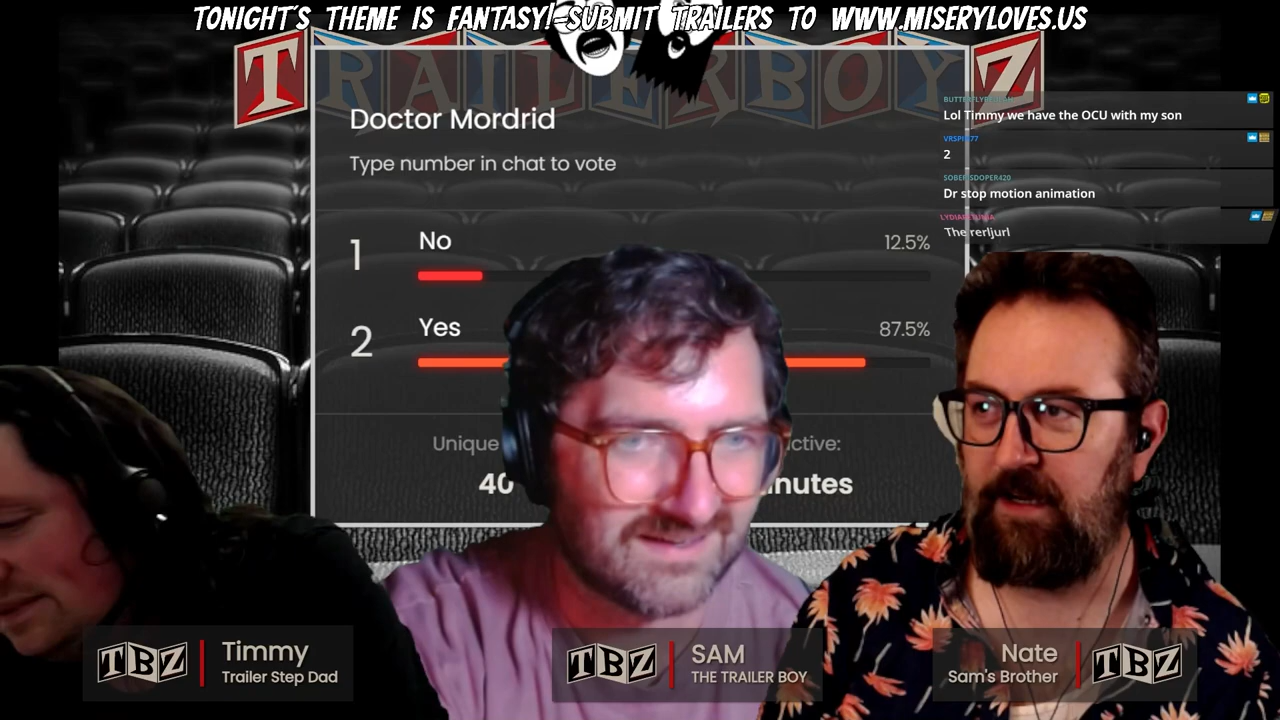 TONIGHT'S THEME IS FANTASY!-SUBMIT TRAILERS TO WWW.MISERYLOVES.US
TRAILERBOYZ
Doctor Mordrid
Type number in chat to vote
1 No 12.5%
2 Yes 87.5%
Unique
40
Lol Timmy we have the OCU with my son
2
SOBERISDOPER420
Dr stop motion animation
The rerljurl
TBZ Timmy
Trailer Step Dad
TBZ SAM
THE TRAILER BOY
Nate TBZ
Sam's Brother